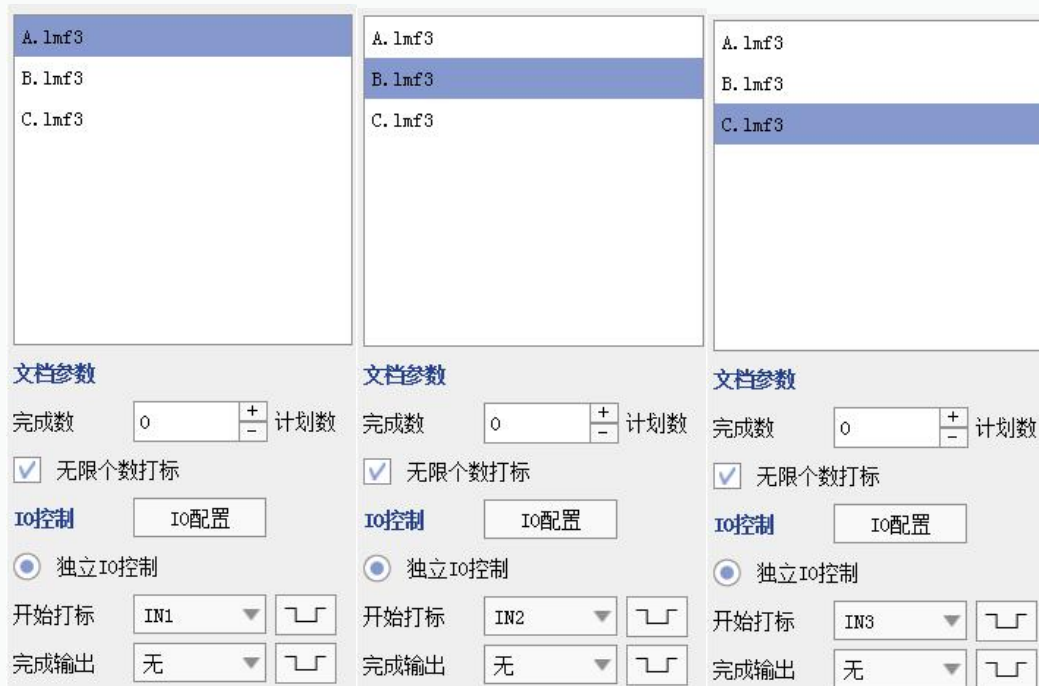 A.lmf3
B.lmf3
C.lmf3
文档参数
完成数 0 + - 计划数
无限个数打标
IO控制 IO配置
独立IO控制
开始打标 IN1
完成输出 无
A.lmf3
B.lmf3
C.lmf3
文档参数
完成数 0 + - 计划数
无限个数打标
IO控制 IO配置
独立IO控制
开始打标 IN2
完成输出 无
A.lmf3
B.lmf3
C.lmf3
文档参数
完成数 0 + - 计划数
无限个数打标
IO控制 IO配置
独立IO控制
开始打标 IN3
完成输出 无